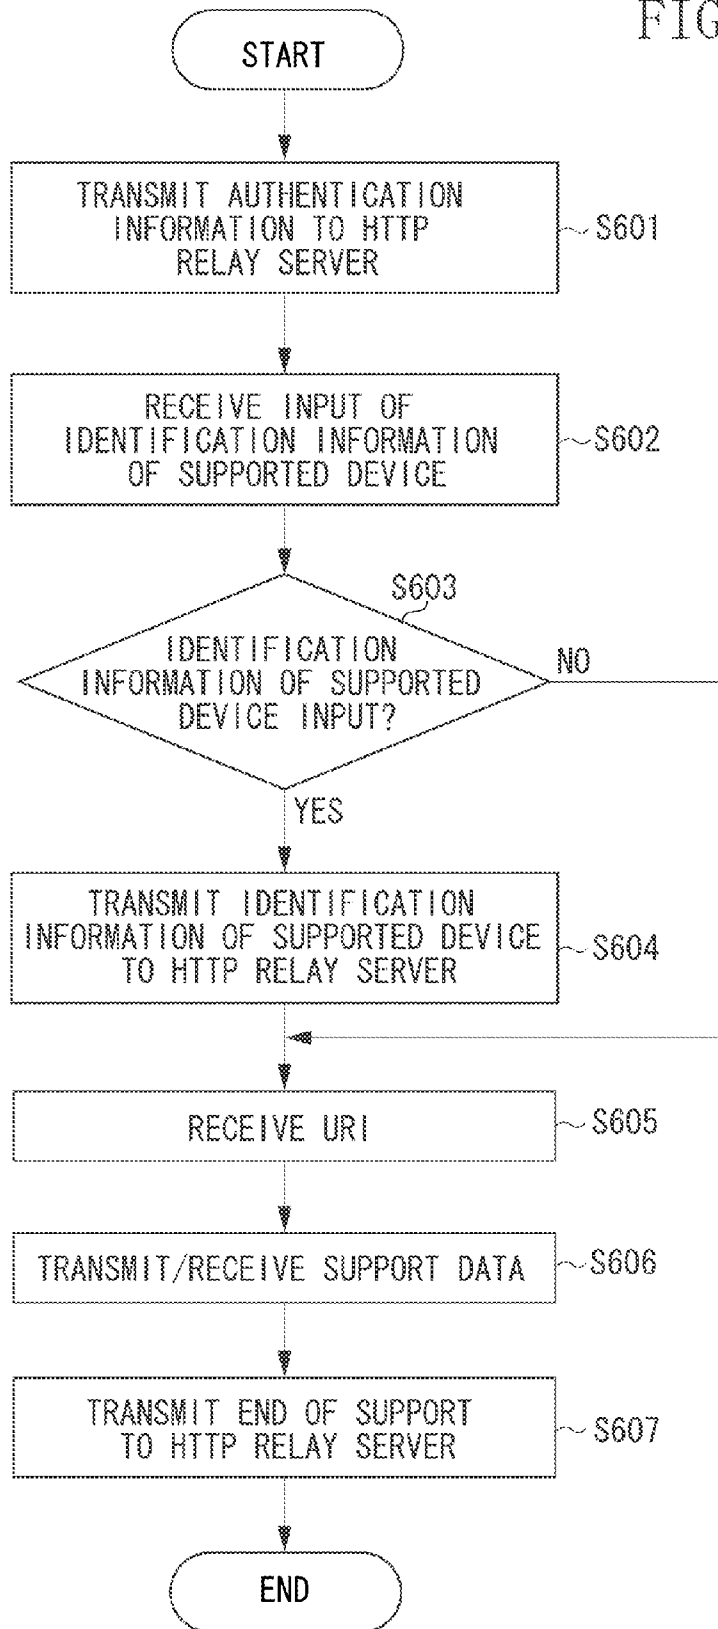 FIG
START
TRANSMIT AUTHENTICATION
INFORMATION TO HTTP
RELAY SERVER
S601
RECEIVE INPUT OF
IDENTIFICATION INFORMATION
OF SUPPORTED DEVICE
S602
S603
IDENTIFICATION
INFORMATION OF SUPPORTED
DEVICE INPUT?
NO
YES
TRANSMIT IDENTIFICATION
INFORMATION OF SUPPORTED DEVICE
TO HTTP RELAY SERVER
S604
RECEIVE URI
S605
TRANSMIT/RECEIVE SUPPORT DATA
S606
TRANSMIT END OF SUPPORT
TO HTTP RELAY SERVER
S607
END